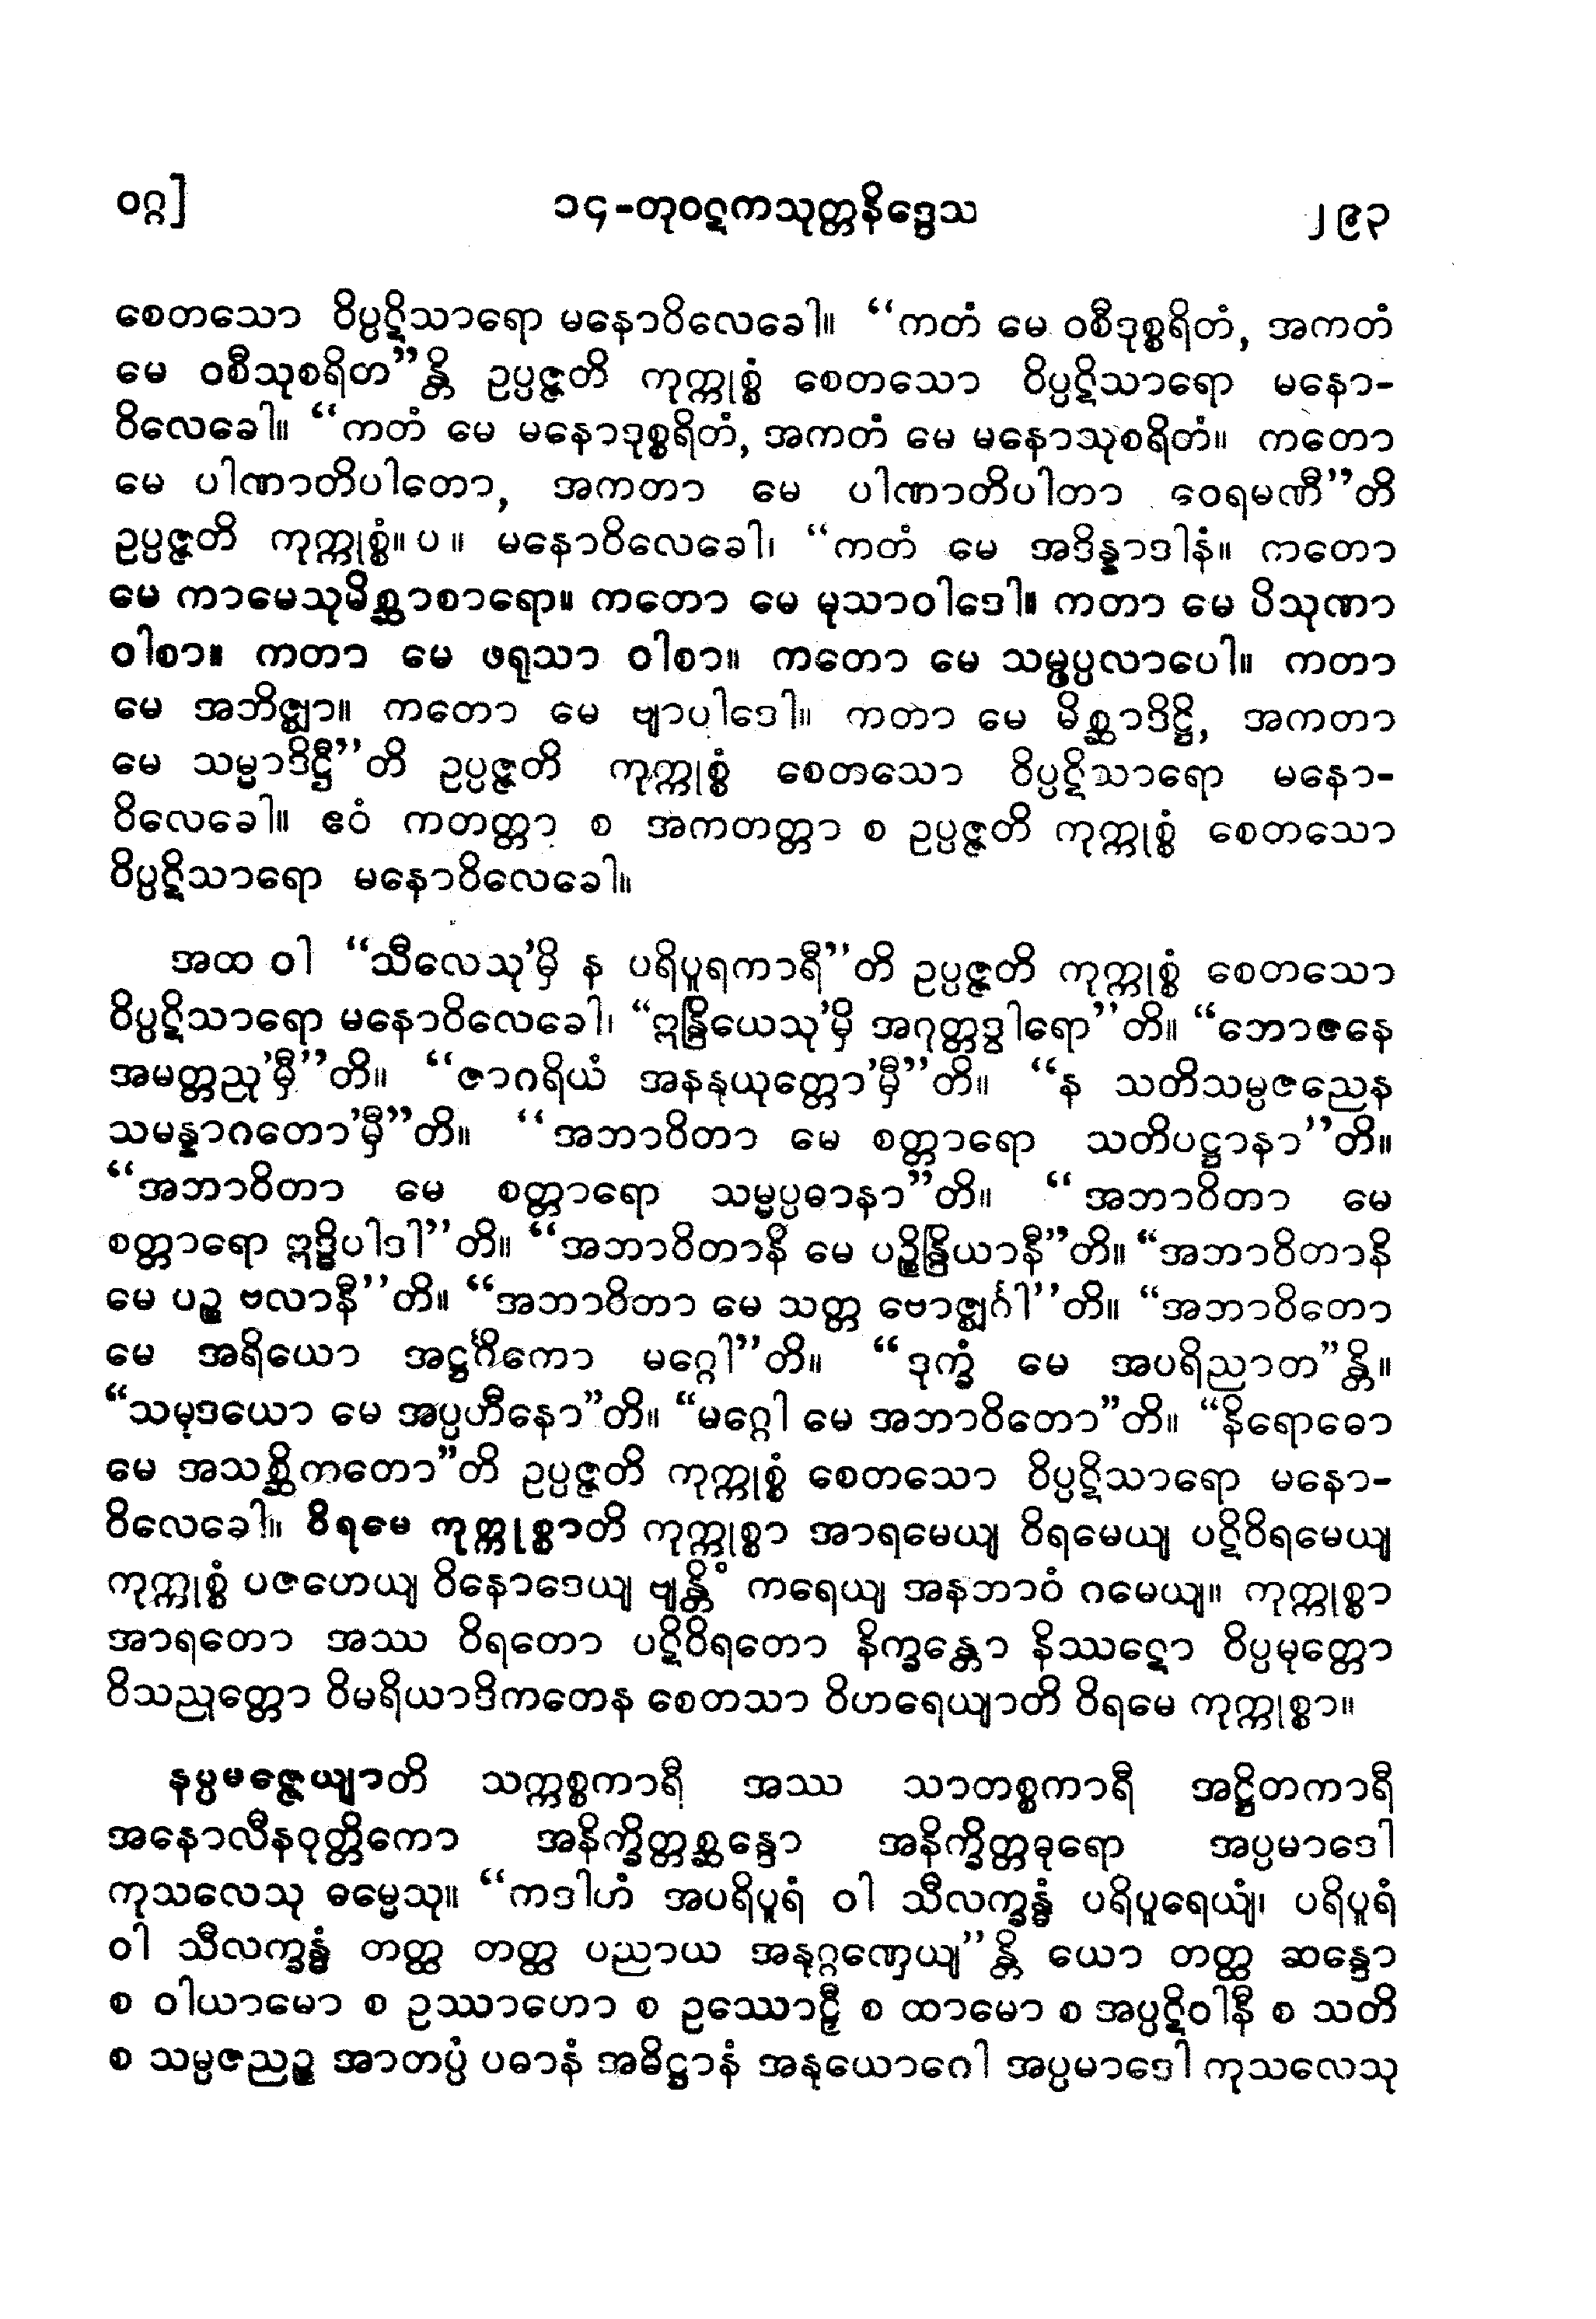 ဝဂ္ဂ]
၁၄-တုဝဋကသုတ္တနိဒ္ဒေသ
၂၉၃
စေတသော ဝိပ္ပဋိသာရော မနောဝိလေခေါ။ “ကတံ မေ ဝစီဒုစ္စရိတံ, အကတံ
မေ ဝစီသုစရိတ”န္တိ ဥပ္ပဇ္ဇတိ ကုက္ကုစ္စံ စေတသော ဝိပ္ပဋိသာရော မနော-
ဝိလေခေါ။ “ကတံ မေ မနောဒုစ္စရိတံ, အကတံ မေ မနောသုစရိတံ။ ကတော
မေ ပါဏာတိပါတော, အကတာ မေ ပါဏာတိပါတာ ဝေရမဏီ”တိ
ဥပ္ပဇ္ဇတိ ကုက္ကုစ္စံ။ပ။ မနောဝိလေခေါ၊ “ကတံ မေ အဒိန္နာဒါနံ။ ကတော
မေ ကာမေသုမိစ္ဆာစာရော။ ကတော မေ မုသာဝါဒေါ။ ကတာ မေ ပိသုဏာ
ဝါစာ။ ကတာ မေ ဖရုသာ ဝါစာ။ ကတော မေ သမ္ဖပ္ပလာပေါ။ ကတာ
မေ အဘိဇ္ဈာ။ ကတော မေ ဗျာပါဒေါ။ ကတာ မေ မိစ္ဆာဒိဋ္ဌိ, အကတာ
မေ သမ္မာဒိဋ္ဌီ”တိ ဥပ္ပဇ္ဇတိ ကုက္ကုစ္စံ စေတသော ဝိပ္ပဋိသာရော မနော-
ဝိလေခေါ။ ဧဝံ ကတတ္တာ စ အကတတ္တာ စ ဥပ္ပဇ္ဇတိ ကုက္ကုစ္စံ စေတသော
ဝိပ္ပဋိသာရော မနောဝိလေခေါ။
အထ ဝါ “သီလေသု’မှိ န ပရိပူရကာရီ”တိ ဥပ္ပဇ္ဇတိ ကုက္ကုစ္စံ စေတသော
ဝိပ္ပဋိသာရော မနောဝိလေခေါ၊ “ဣန္ဒြိယေသု’မှိ အဂုတ္တဒွါရော”တိ။ “ဘောဇနေ
အမတ္တညု’မှီ”တိ။ “ဇာဂရိယံ အနနုယုတ္တော’မှီ”တိ။ “န သတိသမ္ပဇညေန
သမန္နာဂတော’မှီ”တိ။ “အဘာဝိတာ မေ စတ္တာရော သတိပဋ္ဌာနာ”တိ။
“အဘာဝိတာ မေ စတ္တာရော သမ္မပ္ပဓာနာ”တိ။ “အဘာဝိတာ မေ
စတ္တာရော ဣဒ္ဓိပါဒါ”တိ။ “အဘာဝိတာနိ မေ ပဉ္စိန္ဒြိယာနီ”တိ။ “အဘာဝိတာနိ
မေ ပဉ္စ ဗလာနီ”တိ။ “အဘာဝိတာ မေ သတ္တ ဗောဇ္ဈင်္ဂါ”တိ။ “အဘာဝိတော
မေ အရိယော အဋ္ဌင်္ဂိကော မဂ္ဂေါ”တိ။ “ဒုက္ခံ မေ အပရိညာတ”န္တိ။
“သမုဒယော မေ အပ္ပဟီနော”တိ။ “မဂ္ဂေါ မေ အဘာဝိတော”တိ။ “နိရောဓော
မေ အသစ္ဆိကတော”တိ ဥပ္ပဇ္ဇတိ ကုက္ကုစ္စံ စေတသော ဝိပ္ပဋိသာရော မနော-
ဝိလေခေါ။ ဝိရမေ ကုက္ကုစ္စာတိ ကုက္ကုစ္စာ အာရမေယျ ဝိရမေယျ ပဋိဝိရမေယျ
ကုက္ကုစ္စံ ပဇဟေယျ ဝိနောဒေယျ ဗျန္တိံ ကရေယျ အနဘာဝံ ဂမေယျ။ ကုက္ကုစ္စာ
အာရတော အဿ ဝိရတော ပဋိဝိရတော နိက္ခန္တော နိဿဋော ဝိပ္ပမုတ္တော
ဝိသညုတ္တော ဝိမရိယာဒိကတေန စေတသာ ဝိဟရေယျာတိ ဝိရမေ ကုက္ကုစ္စာ။
နပ္ပမဇ္ဇေယျာတိ သက္ကစ္စကာရီ အဿ သာတစ္စကာရီ အဋ္ဌိတကာရီ
အနောလီနဝုတ္တိကော အနိက္ခိတ္တစ္ဆန္ဒော အနိက္ခိတ္တဓုရော အပ္ပမာဒေါ
ကုသလေသု ဓမ္မေသု။ “ကဒါဟံ အပရိပူရံ ဝါ သီလက္ခန္ဓံ ပရိပူရေယျံ၊ ပရိပူရံ
ဝါ သီလက္ခန္ဓံ တတ္ထ တတ္ထ ပညာယ အနုဂ္ဂဏှေယျ”န္တိ ယော တတ္ထ ဆန္ဒော
စ ဝါယာမော စ ဥဿာဟော စ ဥဿောဠှီ စ ထာမော စ အပ္ပဋိဝါနီ စ သတိ
စ သမ္ပဇညဉ္စ အာတပ္ပံ ပဓာနံ အဓိဋ္ဌာနံ အနုယောဂေါ အပ္ပမာဒေါ ကုသလေသု